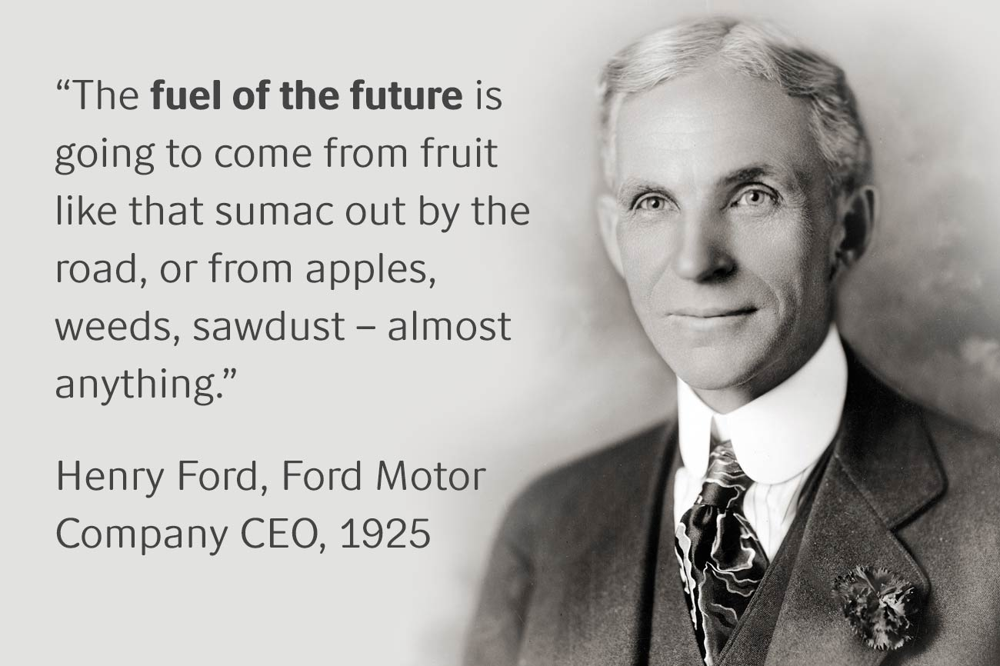 “The fuel of the future is
going to come from fruit
like that sumac out by the
road, or from apples,
weeds, sawdust – almost
anything.”
Henry Ford, Ford Motor
Company CEO, 1925